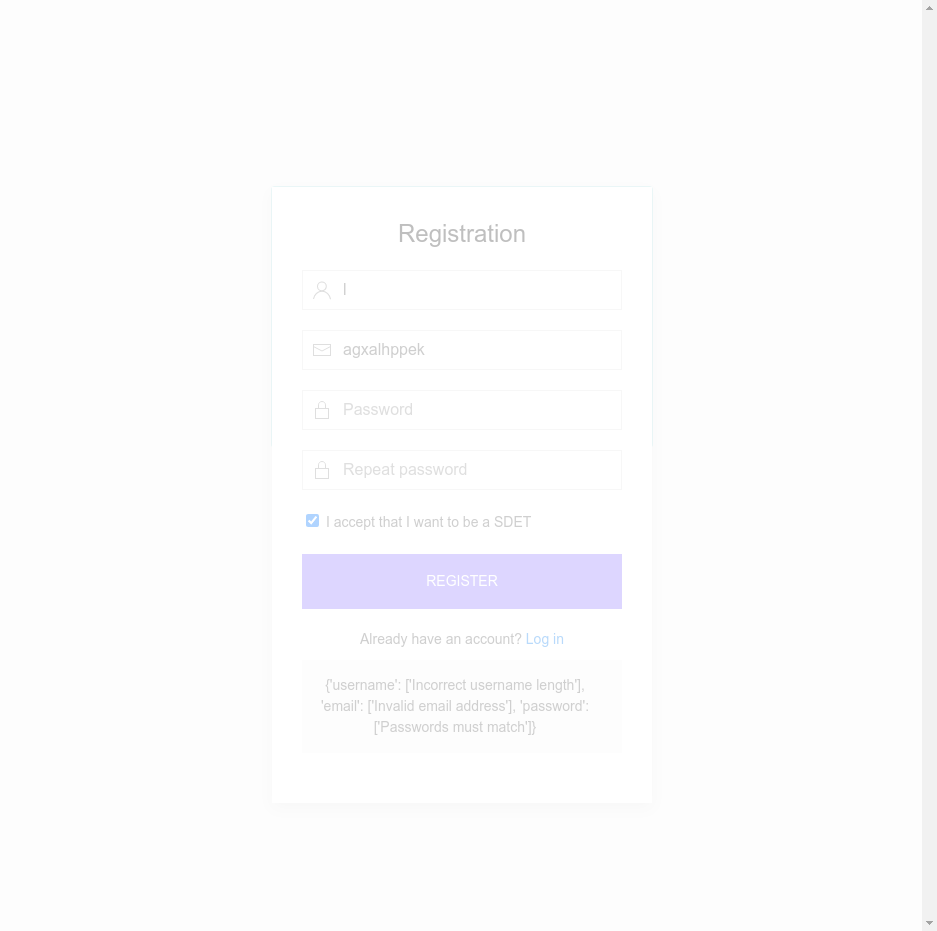 Registration
l
agxalhppek
Password
Repeat password
I accept that I want to be a SDET
REGISTER
Already have an account? Log in
{'username': ['Incorrect username length'],
'email': ['Invalid email address'], 'password':
['Passwords must match']}